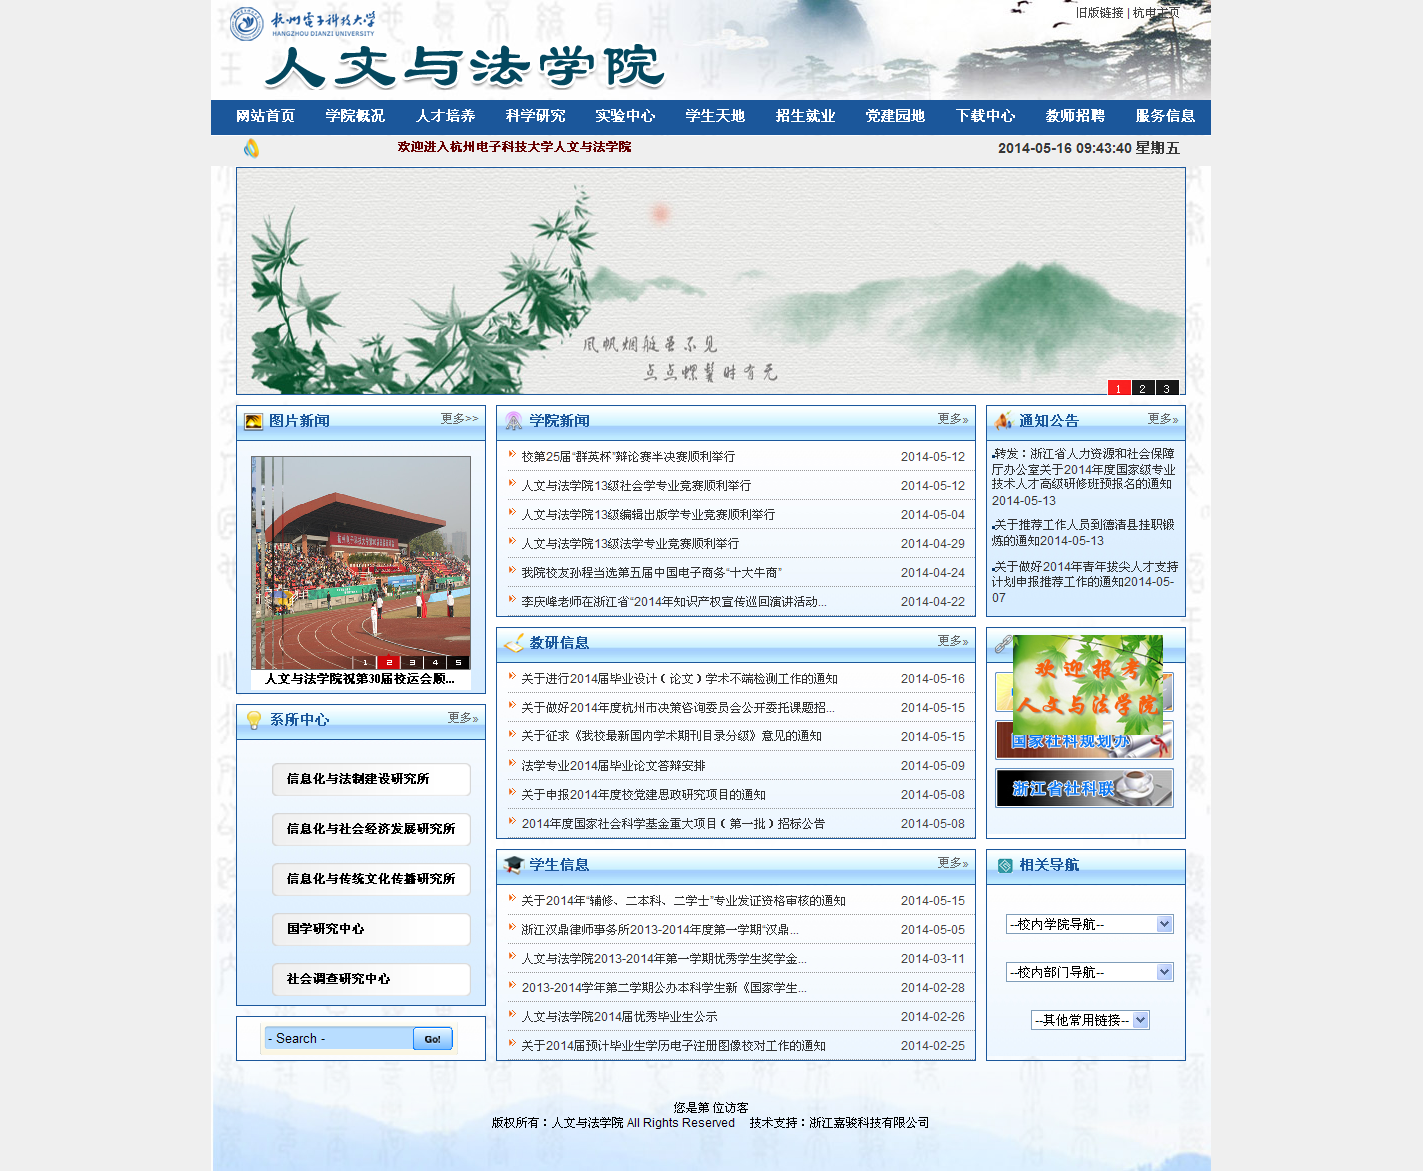 杭州电子科技大学
HANGZHOU DIANZI UNIVERSITY
人文与法学院
旧版链接 | 杭电主页
网站首页 学院概况 人才培养 科学研究 实验中心 学生天地 招生就业 党建园地 下载中心 教师招聘 服务信息
欢迎进入杭州电子科技大学人文与法学院
2014-05-16 09:43:40 星期五
风帆烟艇看不见
点点螺鬟时有无
1 2 3
图片新闻 更多>>
1 2 3 4 5
人文与法学院祝第30届校运会顺...
系所中心 更多»
信息化与法制建设研究所
信息化与社会经济发展研究所
信息化与传统文化传播研究所
国学研究中心
社会调查研究中心
- Search - Go!
学院新闻 更多»
校第25届“群英杯”辩论赛半决赛顺利举行 2014-05-12
人文与法学院13级社会学专业竞赛顺利举行 2014-05-12
人文与法学院13级编辑出版学专业竞赛顺利举行 2014-05-04
人文与法学院13级法学专业竞赛顺利举行 2014-04-29
我院校友孙程当选第五届中国电子商务“十大牛商” 2014-04-24
李庆峰老师在浙江省“2014年知识产权宣传巡回演讲活动... 2014-04-22
教研信息 更多»
关于进行2014届毕业设计（论文）学术不端检测工作的通知 2014-05-16
关于做好2014年度杭州市决策咨询委员会公开委托课题招... 2014-05-15
关于征求《我校最新国内学术期刊目录分级》意见的通知 2014-05-15
法学专业2014届毕业论文答辩安排 2014-05-09
关于申报2014年度校党建思政研究项目的通知 2014-05-08
2014年度国家社会科学基金重大项目（第一批）招标公告 2014-05-08
学生信息 更多»
关于2014年“辅修、二本科、二学士”专业发证资格审核的通知 2014-05-15
浙江汉鼎律师事务所2013-2014年度第一学期“汉鼎... 2014-05-05
人文与法学院2013-2014年第一学期优秀学生奖学金... 2014-03-11
2013-2014学年第二学期公办本科学生新《国家学生... 2014-02-28
人文与法学院2014届优秀毕业生公示 2014-02-26
关于2014届预计毕业生学历电子注册图像校对工作的通知 2014-02-25
通知公告 更多»
转发：浙江省人力资源和社会保障
厅办公室关于2014年度国家级专业
技术人才高级研修班预报名的通知
2014-05-13
关于推荐工作人员到德清县挂职锻
炼的通知2014-05-13
关于做好2014年青年拔尖人才支持
计划申报推荐工作的通知2014-05-
07
欢迎报考
人文与法学院
国家社科规划办
浙江省社科联
相关导航
--校内学院导航--
--校内部门导航--
--其他常用链接--
您是第 位访客
版权所有：人文与法学院 All Rights Reserved 技术支持：浙江嘉骏科技有限公司